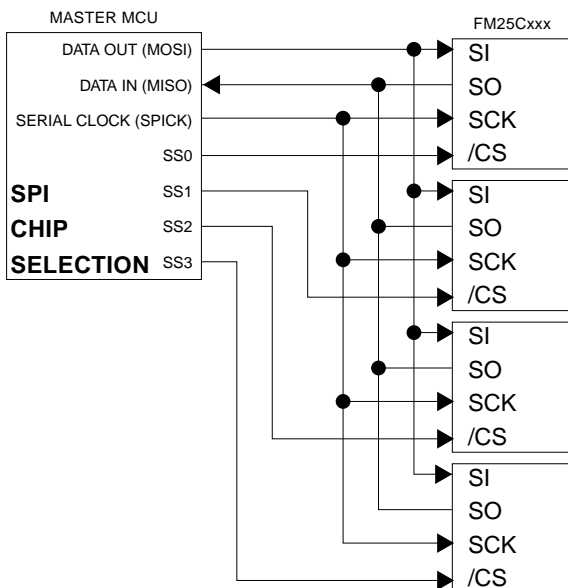 MASTER MCU
DATA OUT (MOSI)
DATA IN (MISO)
SERIAL CLOCK (SPICK)
SS0
SPI SS1
CHIP SS2
SELECTION SS3
FM25Cxxx
SI
SO
SCK
/CS
SI
SO
SCK
/CS
SI
SO
SCK
/CS
SI
SO
SCK
/CS